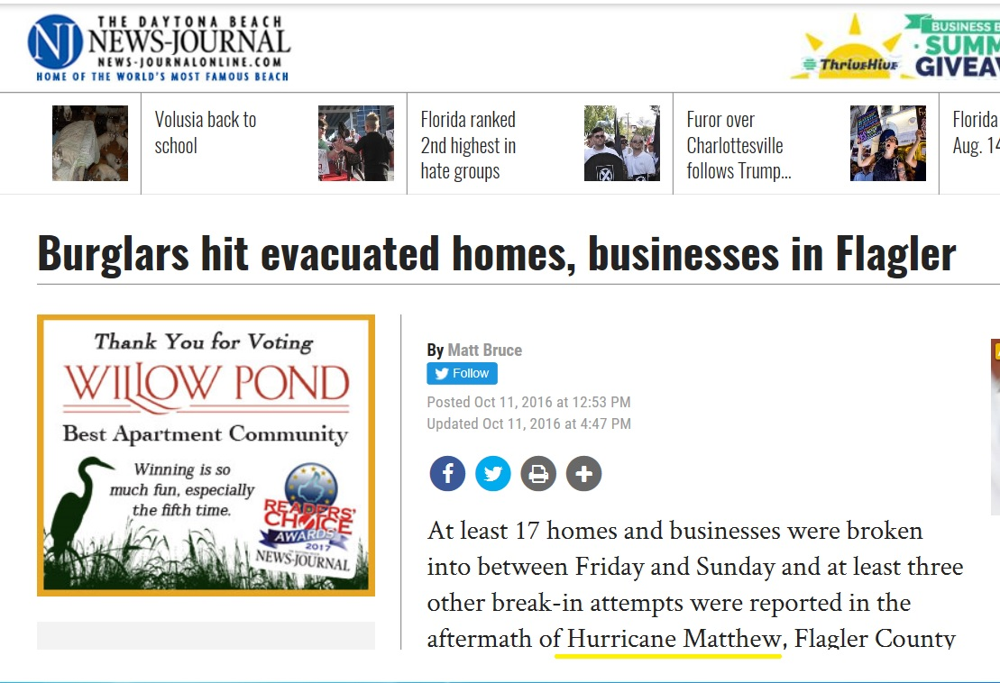 THE DAYTONA BEACH
NEWS-JOURNAL
NEWS-JOURNALONLINE.COM
HOME OF THE WORLD'S MOST FAMOUS BEACH
NJ
ThriveHive
BUSINESS
SUMM
GIVEAW
Volusia back to
school
Florida ranked
2nd highest in
hate groups
Furor over
Charlottesville
follows Trump...
Florida
Aug. 14
Burglars hit evacuated homes, businesses in Flagler
Thank You for Voting
WILLOW POND
Best Apartment Community
Winning is so
much fun, especially
the fifth time.
READERS'
CHOICE
AWARDS
2017
NEWS-JOURNAL
By Matt Bruce
Follow
Posted Oct 11, 2016 at 12:53 PM
Updated Oct 11, 2016 at 4:47 PM
At least 17 homes and businesses were broken
into between Friday and Sunday and at least three
other break-in attempts were reported in the
aftermath of Hurricane Matthew, Flagler County